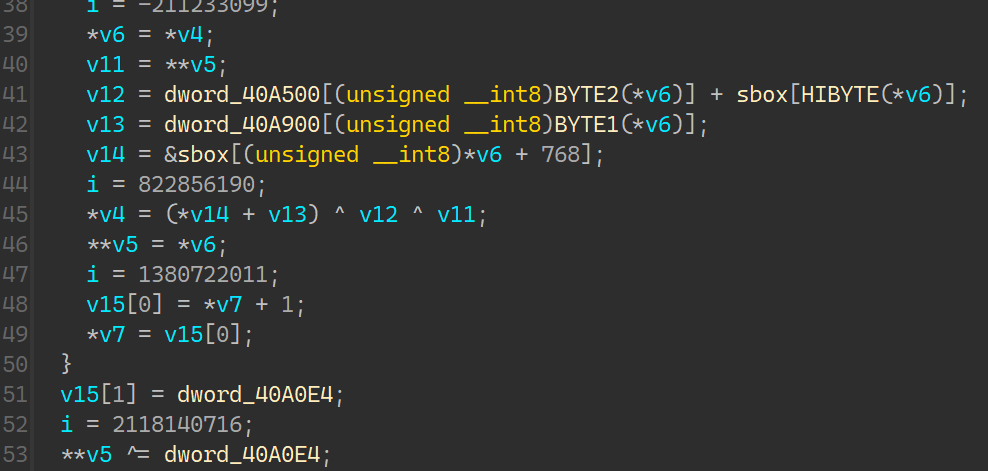 38 i = -211233099;
39 *v6 = *v4;
40 v11 = **v5;
41 v12 = dword_40A500[(unsigned __int8)BYTE2(*v6)] + sbox[HIBYTE(*v6)];
42 v13 = dword_40A900[(unsigned __int8)BYTE1(*v6)];
43 v14 = &sbox[(unsigned __int8)*v6 + 768];
44 i = 822856190;
45 *v4 = (*v14 + v13) ^ v12 ^ v11;
46 **v5 = *v6;
47 i = 1380722011;
48 v15[0] = *v7 + 1;
49 *v7 = v15[0];
50 }
51 v15[1] = dword_40A0E4;
52 i = 2118140716;
53 **v5 ^= dword_40A0E4;